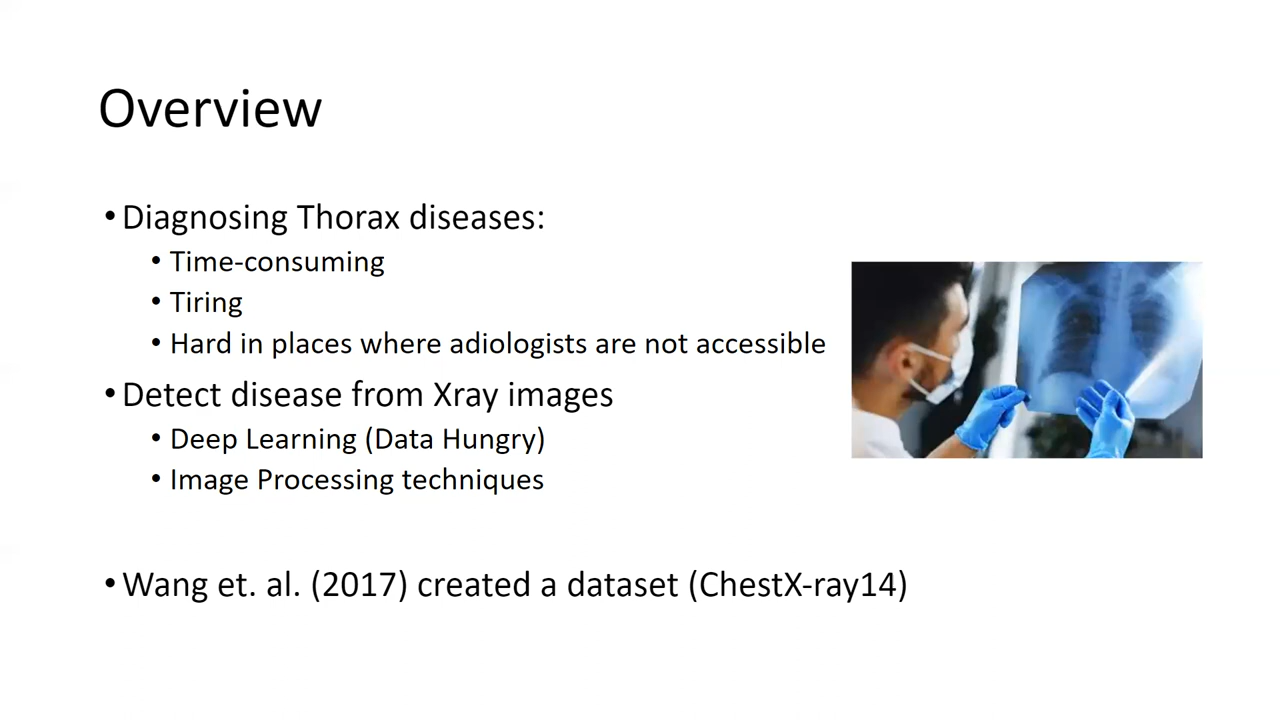 Overview
• Diagnosing Thorax diseases:
• Time-consuming
• Tiring
• Hard in places where adiologists are not accessible
• Detect disease from Xray images
• Deep Learning (Data Hungry)
• Image Processing techniques
• Wang et. al. (2017) created a dataset (ChestX-ray14)